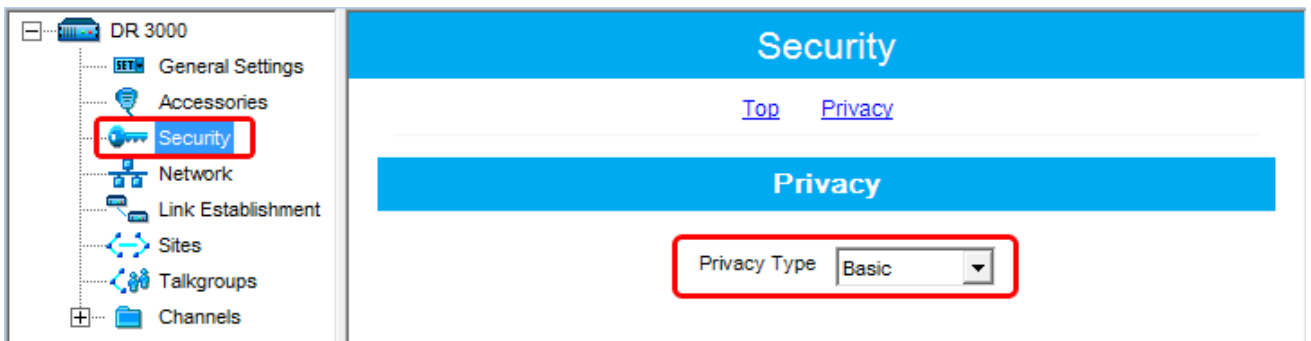 DR 3000
SET General Settings
Accessories
Security
Network
Link Establishment
Sites
Talkgroups
Channels
Security
Top Privacy
Privacy
Privacy Type Basic